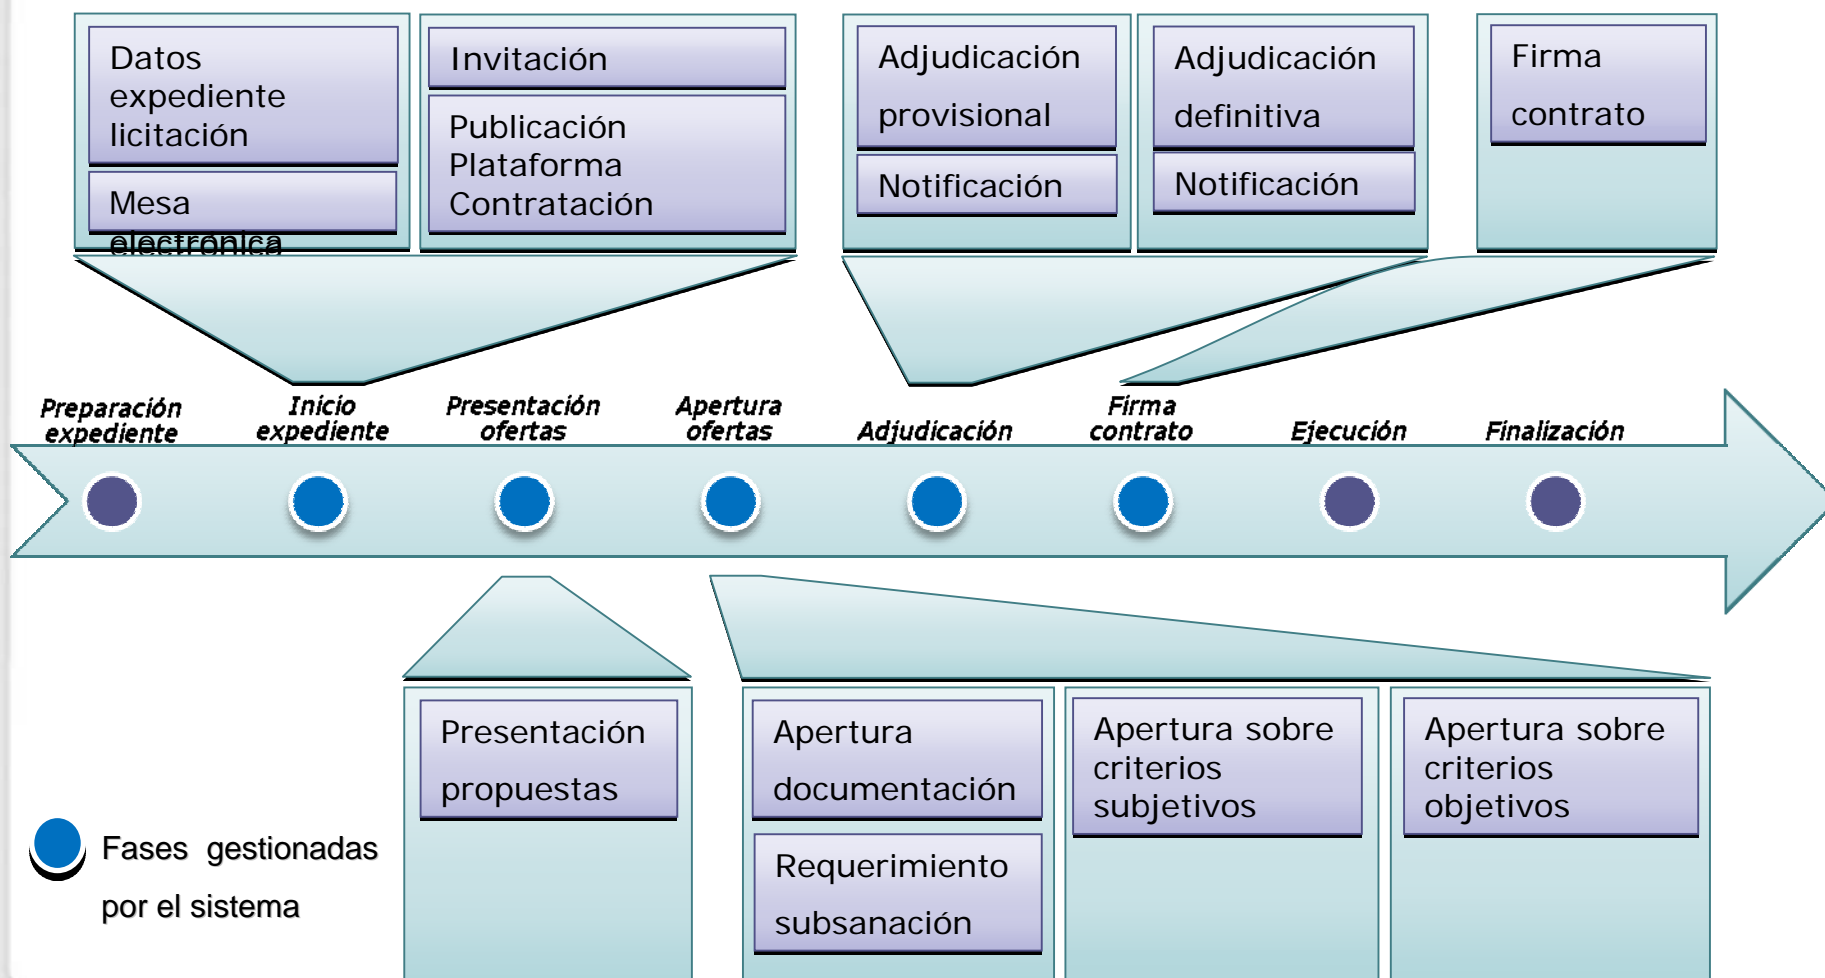 Datos
expediente
licitación
Mesa
electrónica
Invitación
Publicación
Plataforma
Contratación
Adjudicación
provisional
Notificación
Adjudicación
definitiva
Notificación
Firma
contrato
Preparación
expediente
Inicio
expediente
Presentación
ofertas
Apertura
ofertas
Adjudicación
Firma
contrato
Ejecución
Finalización
Presentación
propuestas
Apertura
documentación
Requerimiento
subsanación
Apertura sobre
criterios
subjetivos
Apertura sobre
criterios
objetivos
Fases gestionadas
por el sistema